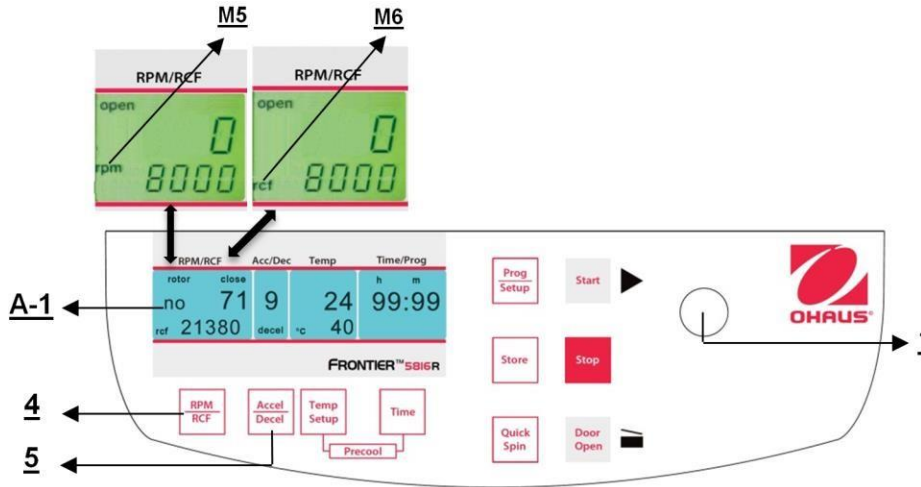 M5
M6
RPM/RCF
open
0
rpm 8000
RPM/RCF
open
0
rcf 8000
RPM/RCF Acc/Dec Temp Time/Prog
rotor close h m
no 71 9 24 99:99
rcf 21380 decel °C 40
FRONTIER™ 5816R
A-1
4
5
RPM
RCF
Accel
Decel
Temp
Setup
Time
Precool
Prog
Setup
Start
Store
Stop
Quick
Spin
Door
Open
OHAUS®